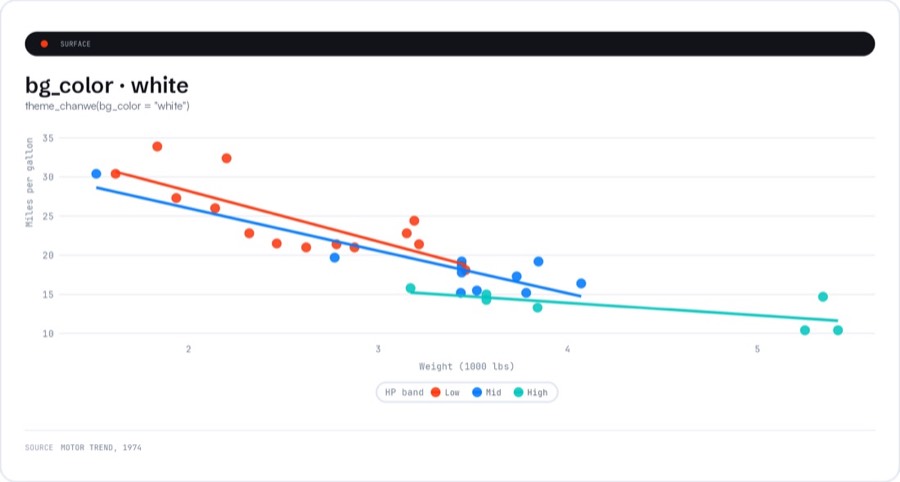 SURFACE
bg_color · white
theme_chanwe(bg_color = "white")
Miles per gallon
35
30
25
20
15
10
2 3 4 5
Weight (1000 lbs)
HP band Low Mid High
SOURCE MOTOR TREND, 1974